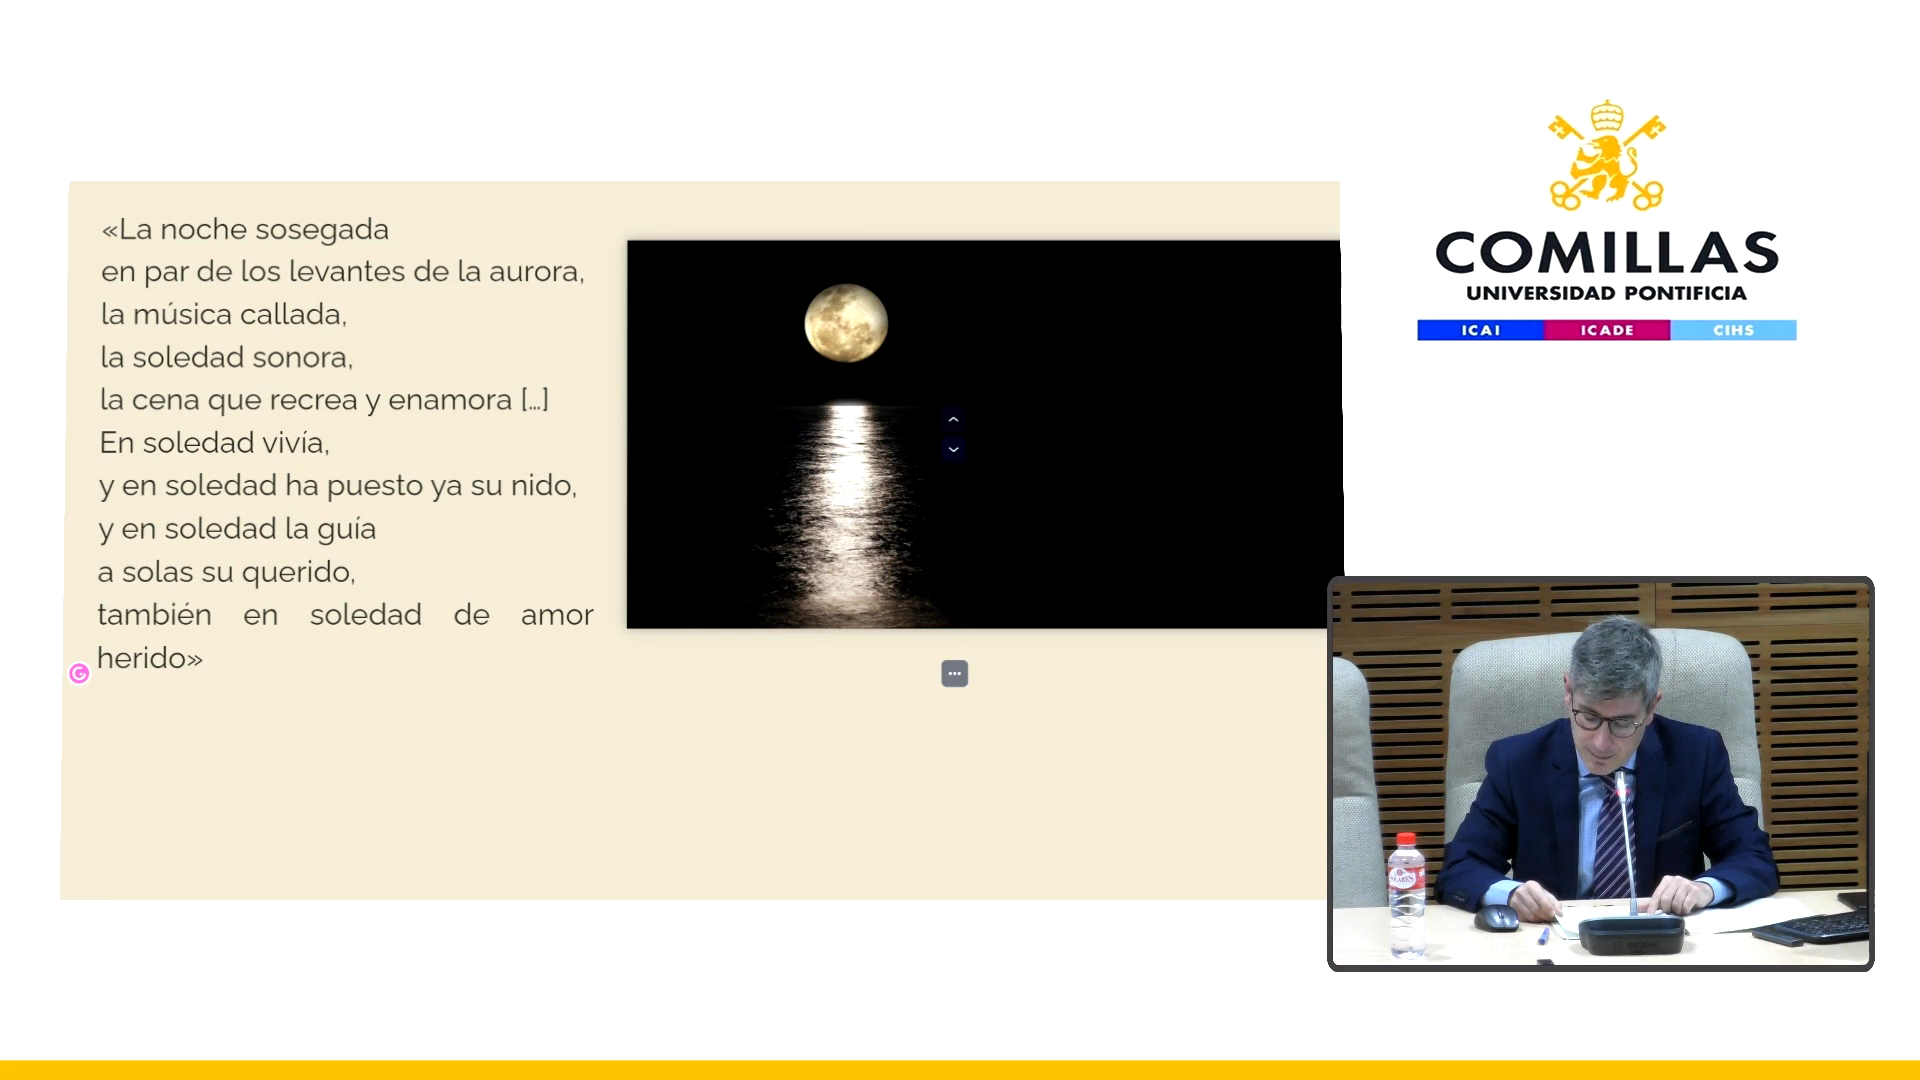 «La noche sosegada
en par de los levantes de la aurora,
la música callada,
la soledad sonora,
la cena que recrea y enamora [...]
En soledad vivía,
y en soledad ha puesto ya su nido,
y en soledad la guía
a solas su querido,
también en soledad de amor
herido»
COMILLAS
UNIVERSIDAD PONTIFICIA
ICAI ICADE CIHS